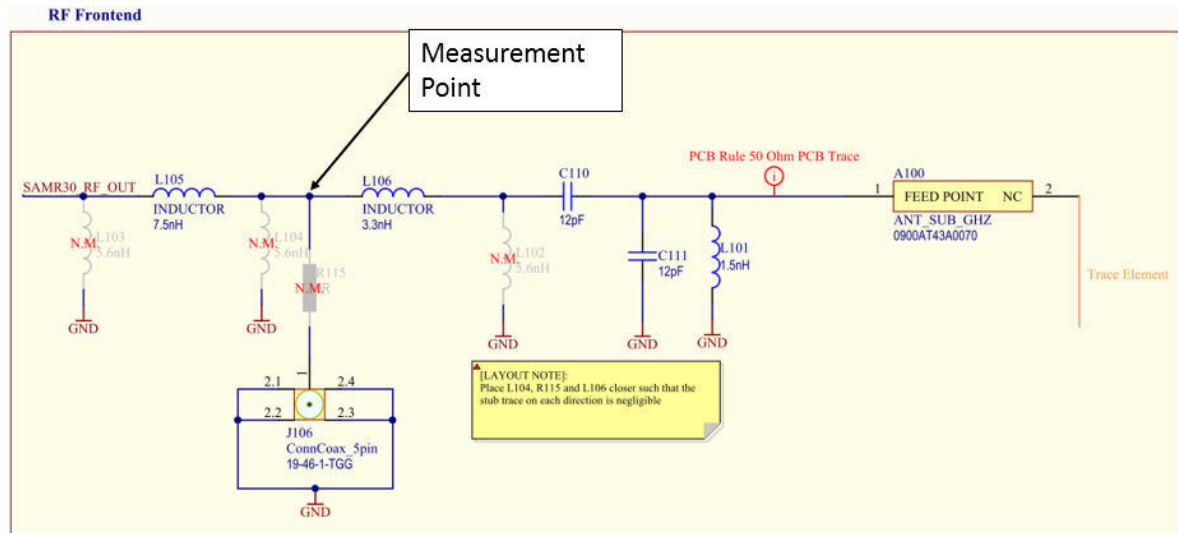 RF Frontend
Measurement
Point
PCB Rule 50 Ohm PCB Trace
i
SAMR30_RF_OUT
L105
INDUCTOR
7.5nH
L106
INDUCTOR
3.3nH
C110
12pF
A100
1
FEED POINT NC
2
ANT_SUB_GHZ
0900AT43A0070
L103
N.M.
5.6nH
L104
N.M.
5.6nH
R115
N.M.
R
L102
N.M.
5.6nH
C111
12pF
L101
1.5nH
Trace Element
GND
GND
GND
GND
GND
1
2.1
2.4
2.2
2.3
J106
ConnCoax_5pin
19-46-1-TGG
GND
[LAYOUT NOTE]:
Place L104, R115 and L106 closer such that the
stub trace on each direction is negligible